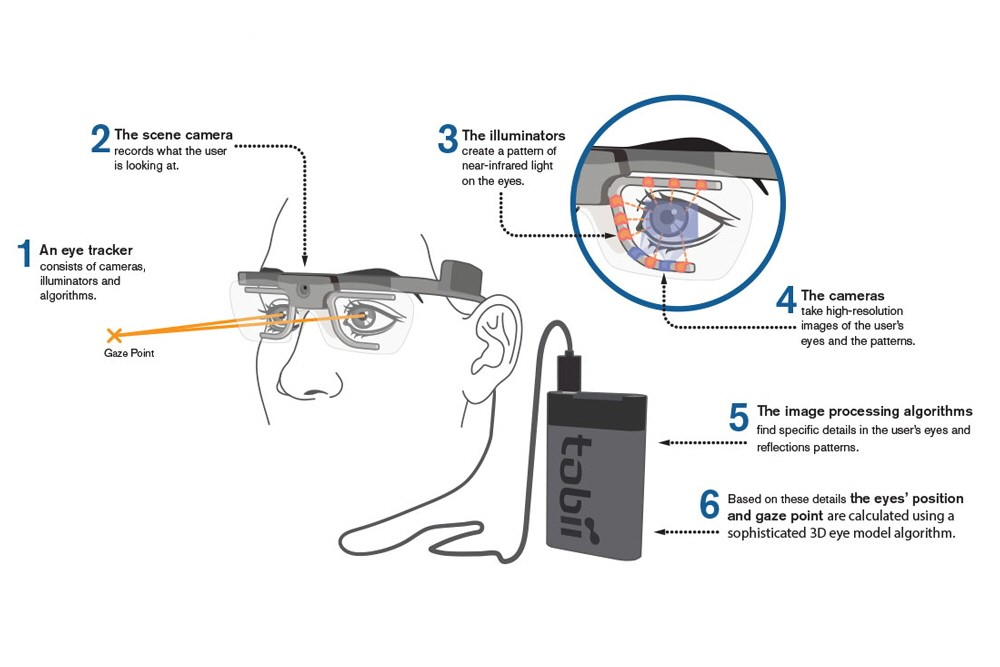 1 An eye tracker
consists of cameras,
illuminators and
algorithms.
2 The scene camera
records what the user
is looking at.
3 The illuminators
create a pattern of
near-infrared light
on the eyes.
4 The cameras
take high-resolution
images of the user's
eyes and the patterns.
Gaze Point
tobii
5 The image processing algorithms
find specific details in the user's eyes and
reflections patterns.
6 Based on these details the eyes' position
and gaze point are calculated using a
sophisticated 3D eye model algorithm.